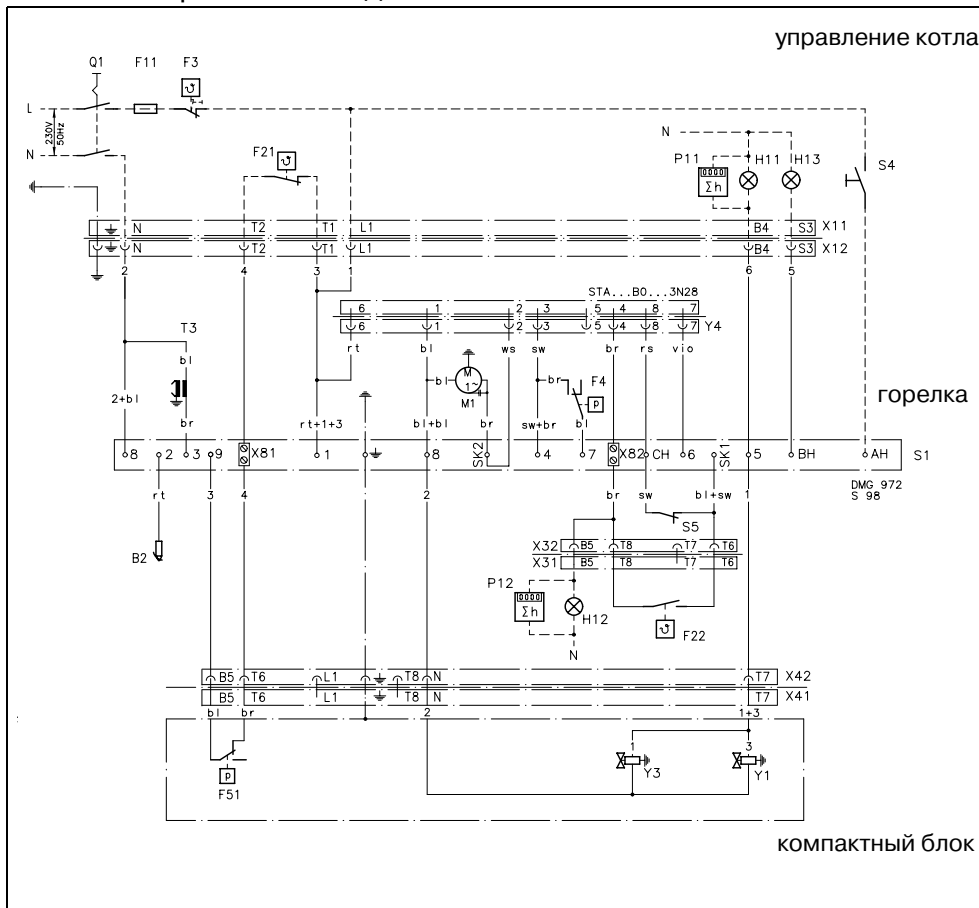 управление котла
Q1 F11 F3
L
230V
50Hz
N
F21
N
P11 H11 H13
Σh
S4
N T2 T1 L1 B4 S3 X11
N T2 T1 L1 B4 S3 X12
2 4 3 1 6 5
STA...B0...3N28
6 1 2 3 5 4 8 7
6 1 2 3 5 4 8 7 Y4
rt bl ws sw br rs vio
T3
bl
M
1~
M1
bl br
br F4
p
горелка
2+bl br rt+1+3 bl+bl br sw+br bl
8 2 3 9 X81 1 8 SK2 4 7 X82 CH 6 SK1 5 BH AH S1
DMG 972
S 98
rt 3 4 2 br sw bl+sw 1
S5
B2
X32 B5 T8 T7 T6
X31 B5 T8 T7 T6
P12
Σh
H12
F22
N
B5 T6 L1 T8 N T7 X42
B5 T6 L1 T8 N T7 X41
bl br 2 1+3
p
F51
1 3
Y3 Y1
компактный блок